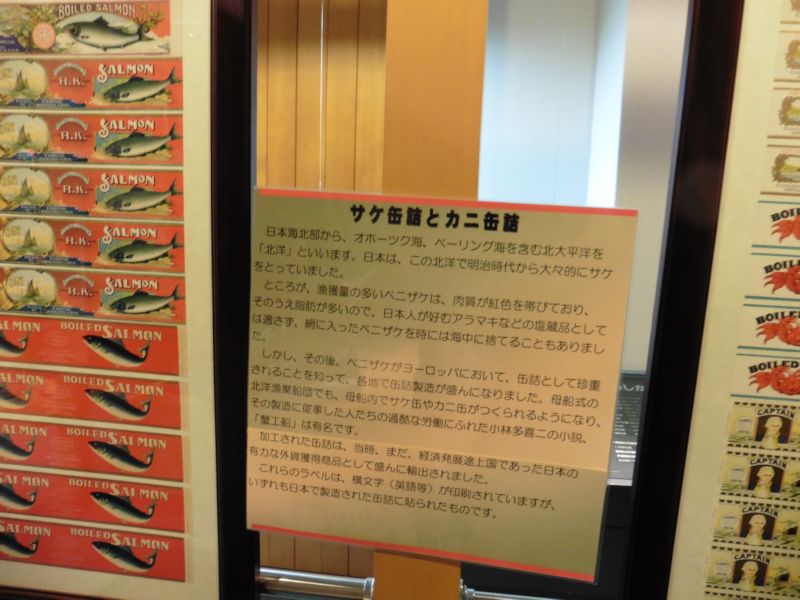 BOILED SALMON
R.K. SALMON
R.K. SALMON
R.K. SALMON
R.K. SALMON
R.K. SALMON
BOILED SALMON
BOILED SALMON
BOILED SALMON
BOILED SALMON
BOILED SALMON
サケ缶詰とカニ缶詰
日本海北部から、オホーツク海、ベーリング海を含む北大平洋を
「北洋」といいます。日本は、この北洋で明治時代から大々的にサケ
をとっていました。
ところが、漁獲量の多いベニザケは、肉質が紅色を帯びており、
そのうえ脂肪が多いので、日本人が好むアラマキなどの塩蔵品として
は適さず、網に入ったベニザケを時には海中に捨てることもありまし
た。
しかし、その後、ベニザケがヨーロッパにおいて、缶詰として珍重
されることを知って、各地で缶詰製造が盛んになりました。母船式の
北洋漁業船団でも、母船内でサケ缶やカニ缶がつくられるようになり、
その製造に従事した人たちの過酷な労働にふれた小林多喜二の小説、
「蟹工船」は有名です。
加工された缶詰は、当時、まだ、経済発展途上国であった日本の
有力な外貨獲得商品として盛んに輸出されました。
これらのラベルは、横文字（英語等）が印刷されていますが、
いずれも日本で製造された缶詰に貼られたものです。
BOILED
BOILED
BOILED
BOILED
CAPTAIN
CAPTAIN
CAPTAIN
CAPTAIN